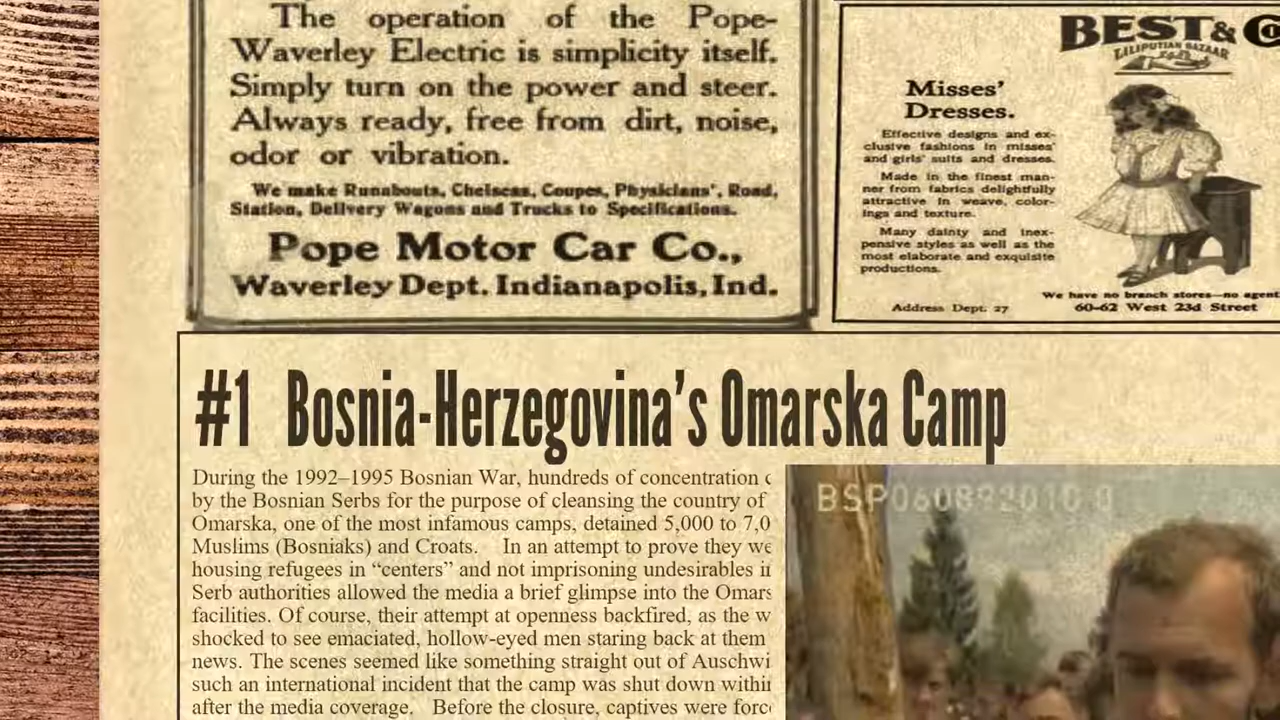 The operation of the Pope-
Waverley Electric is simplicity itself.
Simply turn on the power and steer.
Always ready, free from dirt, noise,
odor or vibration.
We make Runabouts, Chelseas, Coupes, Physicians', Road,
Station, Delivery Wagons and Trucks to Specifications.
Pope Motor Car Co.,
Waverley Dept. Indianapolis, Ind.
BEST & Co
LILIPUTIAN BAZAAR
Misses'
Dresses.
Effective designs and ex-
clusive fashions in misses'
and girls' suits and dresses.
Made in the finest man-
ner from fabrics delightfully
attractive in weave, color-
ings and texture.
Many dainty and inex-
pensive styles as well as the
most elaborate and exquisite
productions.
We have no branch stores—no agent
Address Dept. 27
60-62 West 23d Street
#1 Bosnia-Herzegovina's Omarska Camp
During the 1992–1995 Bosnian War, hundreds of concentration c
by the Bosnian Serbs for the purpose of cleansing the country of
Omarska, one of the most infamous camps, detained 5,000 to 7,0
Muslims (Bosniaks) and Croats. In an attempt to prove they we
housing refugees in “centers” and not imprisoning undesirables in
Serb authorities allowed the media a brief glimpse into the Omars
facilities. Of course, their attempt at openness backfired, as the w
shocked to see emaciated, hollow-eyed men staring back at them
news. The scenes seemed like something straight out of Auschwi
such an international incident that the camp was shut down within
after the media coverage. Before the closure, captives were force